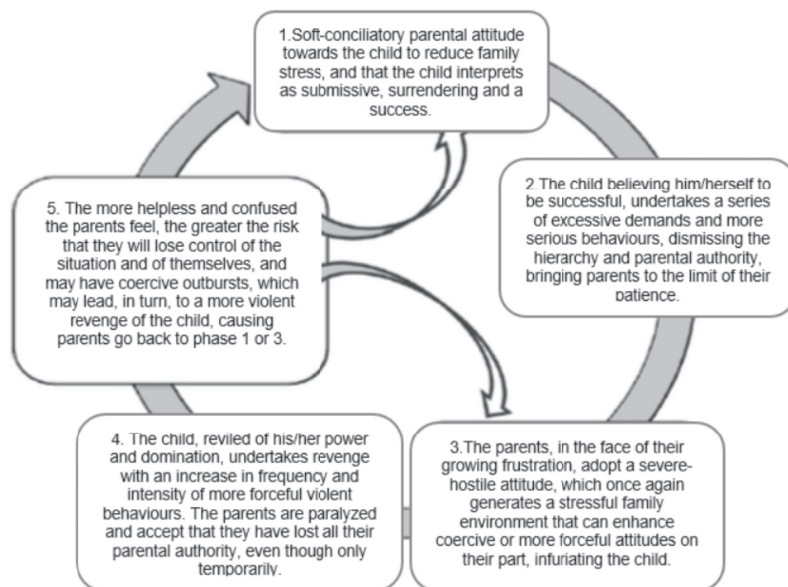 1.Soft-conciliatory parental attitude
towards the child to reduce family
stress, and that the child interprets
as submissive, surrendering and a
success.
2.The child believing him/herself to
be successful, undertakes a series
of excessive demands and more
serious behaviours, dismissing the
hierarchy and parental authority,
bringing parents to the limit of their
patience.
3.The parents, in the face of their
growing frustration, adopt a severe-
hostile attitude, which once again
generates a stressful family
environment that can enhance
coercive or more forceful attitudes on
their part, infuriating the child.
4. The child, reviled of his/her power
and domination, undertakes revenge
with an increase in frequency and
intensity of more forceful violent
behaviours. The parents are paralyzed
and accept that they have lost all their
parental authority, even though only
temporarily.
5. The more helpless and confused
the parents feel, the greater the risk
that they will lose control of the
situation and of themselves, and
may have coercive outbursts, which
may lead, in turn, to a more violent
revenge of the child, causing
parents go back to phase 1 or 3.